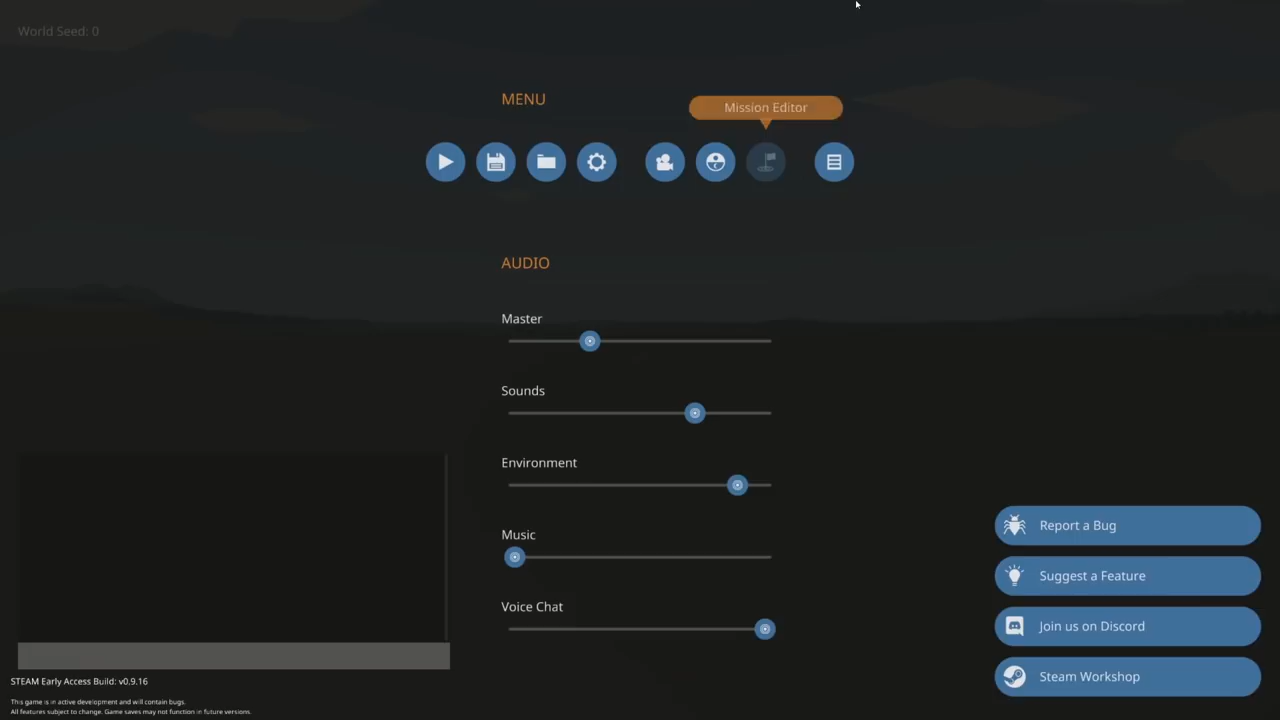 World Seed: 0
MENU
Mission Editor
AUDIO
Master
Sounds
Environment
Music
Voice Chat
Report a Bug
Suggest a Feature
Join us on Discord
Steam Workshop
STEAM Early Access Build: v0.9.16
This game is in active development and will contain bugs.
All features subject to change. Game saves may not function in future versions.